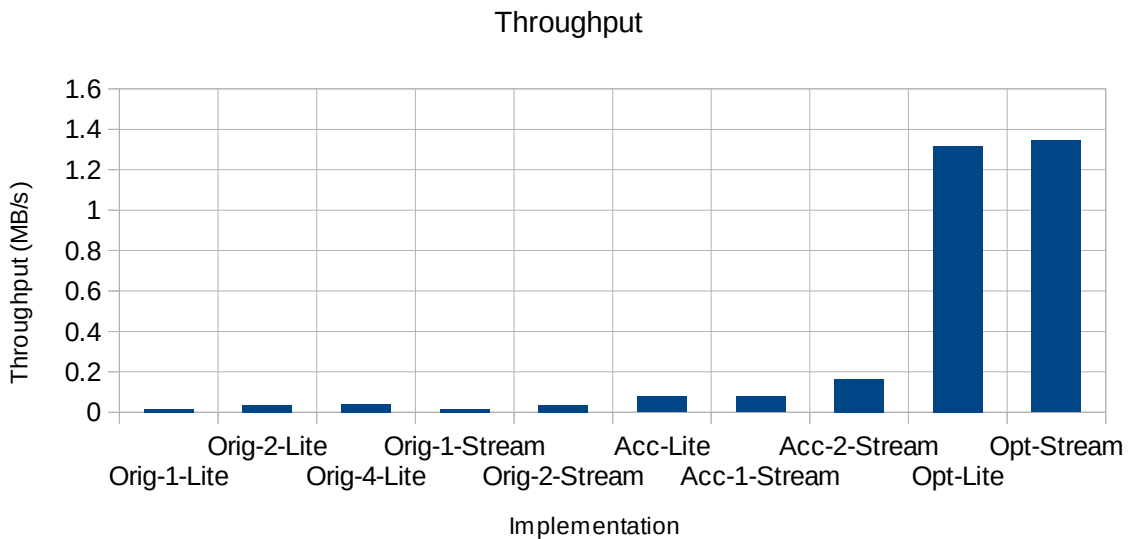 Throughput
1.6
1.4
1.2
1
0.8
0.6
0.4
0.2
0
Throughput (MB/s)
Orig-2-Lite Orig-1-Stream Acc-Lite Acc-2-Stream Opt-Stream
Orig-1-Lite Orig-4-Lite Orig-2-Stream Acc-1-Stream Opt-Lite
Implementation